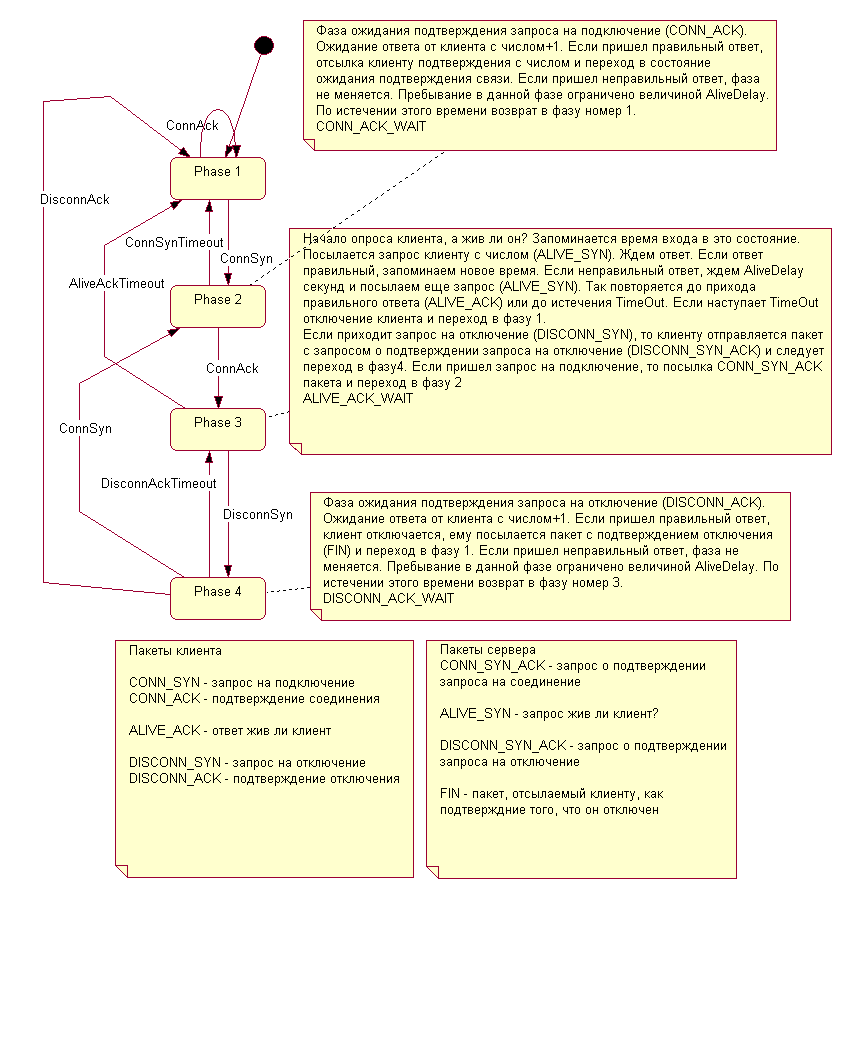 Фаза ожидания подтверждения запроса на подключение (CONN_ACK).
Ожидание ответа от клиента с числом+1. Если пришел правильный ответ,
отсылка клиенту подтверждения с числом и переход в состояние
ожидания подтверждения связи. Если пришел неправильный ответ, фаза
не меняется. Пребывание в данной фазе ограничено величиной AliveDelay.
По истечении этого времени возврат в фазу номер 1.
CONN_ACK_WAIT
ConnAck
Phase 1
DisconnAck
ConnSynTimeout
ConnSyn
AliveAckTimeout
Phase 2
Начало опроса клиента, а жив ли он? Запоминается время входа в это состояние.
Посылается запрос клиенту с числом (ALIVE_SYN). Ждем ответ. Если ответ
правильный, запоминаем новое время. Если неправильный ответ, ждем AliveDelay
секунд и посылаем еще запрос (ALIVE_SYN). Так повторяется до прихода
правильного ответа (ALIVE_ACK) или до истечения TimeOut. Если наступает TimeOut
отключение клиента и переход в фазу 1.
Если приходит запрос на отключение (DISCONN_SYN), то клиенту отправляется пакет
с запросом о подтверждении запроса на отключение (DISCONN_SYN_ACK) и следует
переход в фазу4. Если пришел запрос на подключение, то посылка CONN_SYN_ACK
пакета и переход в фазу 2
ALIVE_ACK_WAIT
ConnAck
Phase 3
ConnSyn
DisconnAckTimeout
DisconnSyn
Phase 4
Фаза ожидания подтверждения запроса на отключение (DISCONN_ACK).
Ожидание ответа от клиента с числом+1. Если пришел правильный ответ,
клиент отключается, ему посылается пакет с подтверждением отключения
(FIN) и переход в фазу 1. Если пришел неправильный ответ, фаза не
меняется. Пребывание в данной фазе ограничено величиной AliveDelay. По
истечении этого времени возврат в фазу номер 3.
DISCONN_ACK_WAIT
Пакеты клиента
CONN_SYN - запрос на подключение
CONN_ACK - подтверждение соединения
ALIVE_ACK - ответ жив ли клиент
DISCONN_SYN - запрос на отключение
DISCONN_ACK - подтверждение отключения
Пакеты сервера
CONN_SYN_ACK - запрос о подтверждении
запроса на соединение
ALIVE_SYN - запрос жив ли клиент?
DISCONN_SYN_ACK - запрос о подтверждении
запроса на отключение
FIN - пакет, отсылаемый клиенту, как
подтверждние того, что он отключен